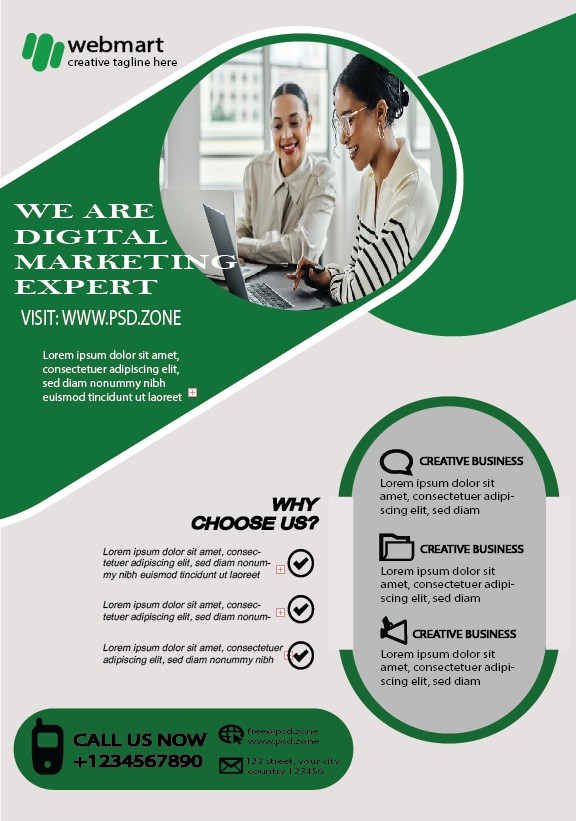 webmart
creative tagline here
WE ARE
DIGITAL
MARKETING
EXPERT
VISIT: WWW.PSD.ZONE
Lorem ipsum dolor sit amet,
consectetuer adipiscing elit,
sed diam nonummy nibh
euismod tincidunt ut laoreet
WHY
CHOOSE US?
Lorem ipsum dolor sit amet, consec-
tetuer adipiscing elit, sed diam nonum-
my nibh euismod tincidunt ut laoreet
Lorem ipsum dolor sit amet, consec-
tetuer adipiscing elit, sed diam nonum-
Lorem ipsum dolor sit amet, consectetuer
adipiscing elit, sed diam nonummy nibh
CREATIVE BUSINESS
Lorem ipsum dolor sit
amet, consectetuer adipi-
scing elit, sed diam
CREATIVE BUSINESS
Lorem ipsum dolor sit
amet, consectetuer adipi-
scing elit, sed diam
CREATIVE BUSINESS
Lorem ipsum dolor sit
amet, consectetuer adipi-
scing elit, sed diam
CALL US NOW
+1234567890
free@psd.zone
www.psd.zone
123 street, your city
country 123456